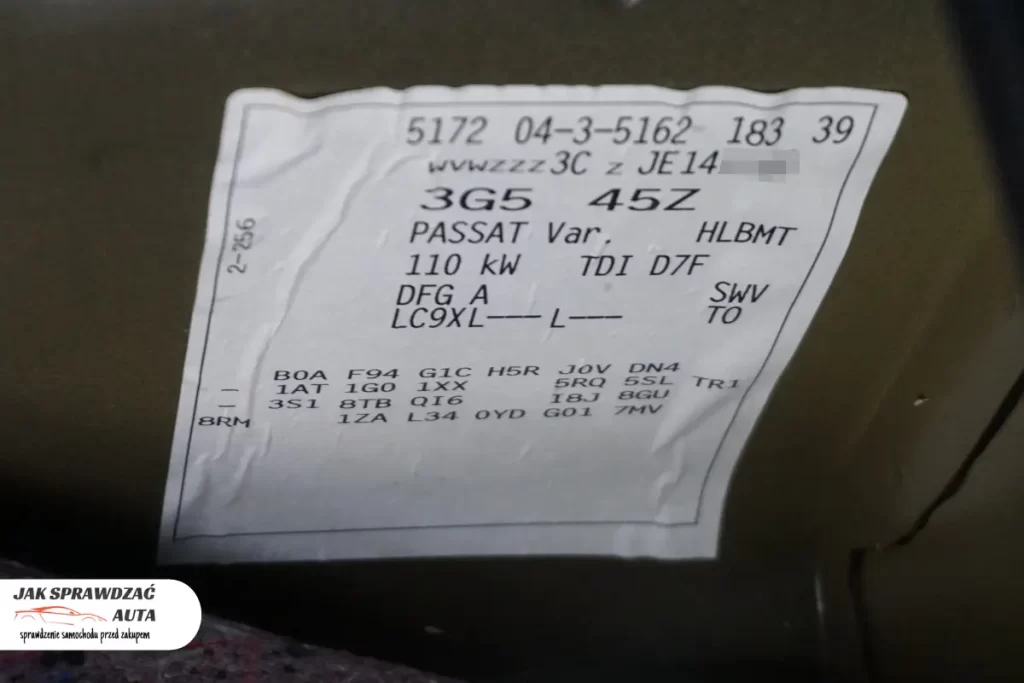 5172 04-3-5162 183 39
WVWZZZ3C Z JE14
3G5 45Z
PASSAT Var. HLBMT
110 kW TDI D7F
DFG A SWV
LC9XL--- L--- TO
2-256
B0A F94 G1C H5R J0V DN4
- 1AT 1G0 1XX 5RQ 5SL TR1
- 3S1 8TB QI6 I8J 8GU
8RM 1ZA L34 0YD G01 7MV
JAK SPRAWDZAĆ
AUTA
sprawdzenie samochodu przed zakupem